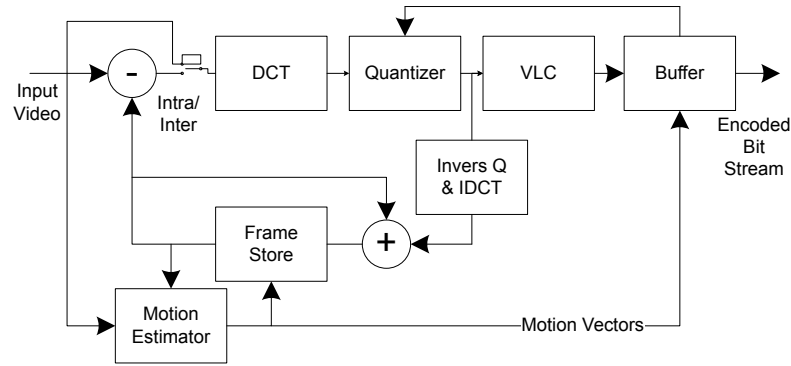 -
DCT
Quantizer
VLC
Buffer
Input
Video
Intra/
Inter
Encoded
Bit
Stream
Invers Q
& IDCT
Frame
Store
+
Motion
Estimator
Motion Vectors